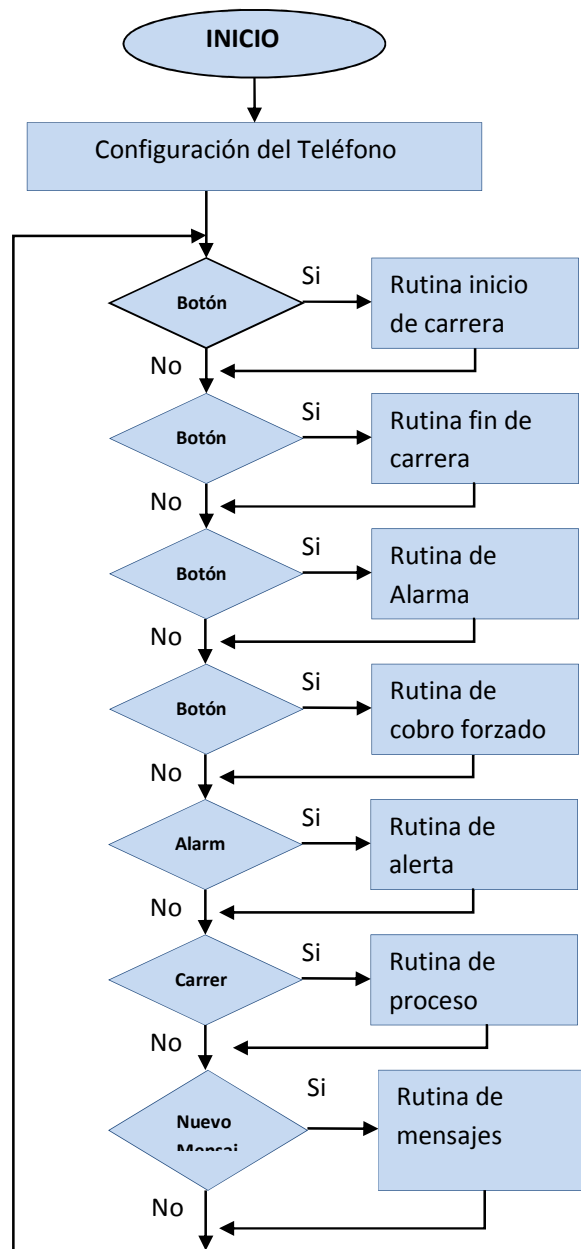 INICIO
Configuración del Teléfono
Si
Botón
Rutina inicio
de carrera
No
Si
Botón
Rutina fin de
carrera
No
Si
Botón
Rutina de
Alarma
No
Si
Botón
Rutina de
cobro forzado
No
Si
Alarm
Rutina de
alerta
No
Si
Carrer
Rutina de
proceso
No
Si
Nuevo
Mensaj
Rutina de
mensajes
No